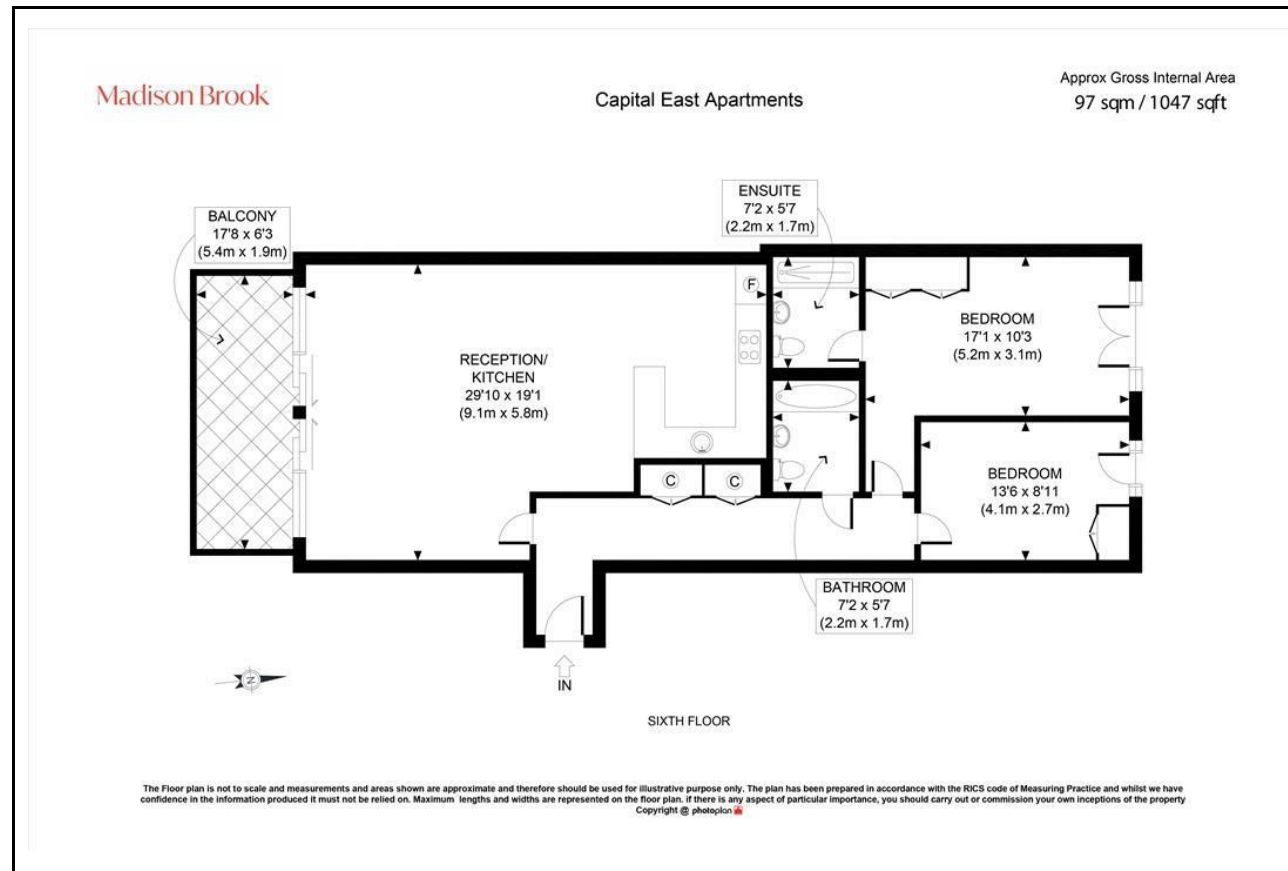 Madison Brook
Capital East Apartments
Approx Gross Internal Area
97 sqm / 1047 sqft
BALCONY
17'8 x 6'3
(5.4m x 1.9m)
ENSUITE
7'2 x 5'7
(2.2m x 1.7m)
F
RECEPTION/
KITCHEN
29'10 x 19'1
(9.1m x 5.8m)
BEDROOM
17'1 x 10'3
(5.2m x 3.1m)
C
C
BEDROOM
13'6 x 8'11
(4.1m x 2.7m)
BATHROOM
7'2 x 5'7
(2.2m x 1.7m)
N
IN
SIXTH FLOOR
The Floor plan is not to scale and measurements and areas shown are approximate and therefore should be used for illustrative purpose only. The plan has been prepared in accordance with the RICS code of Measuring Practice and whilst we have
confidence in the information produced it must not be relied on. Maximum lengths and widths are represented on the floor plan. if there is any aspect of particular importance, you should carry out or commission your own inceptions of the property
Copyright @ photoplan